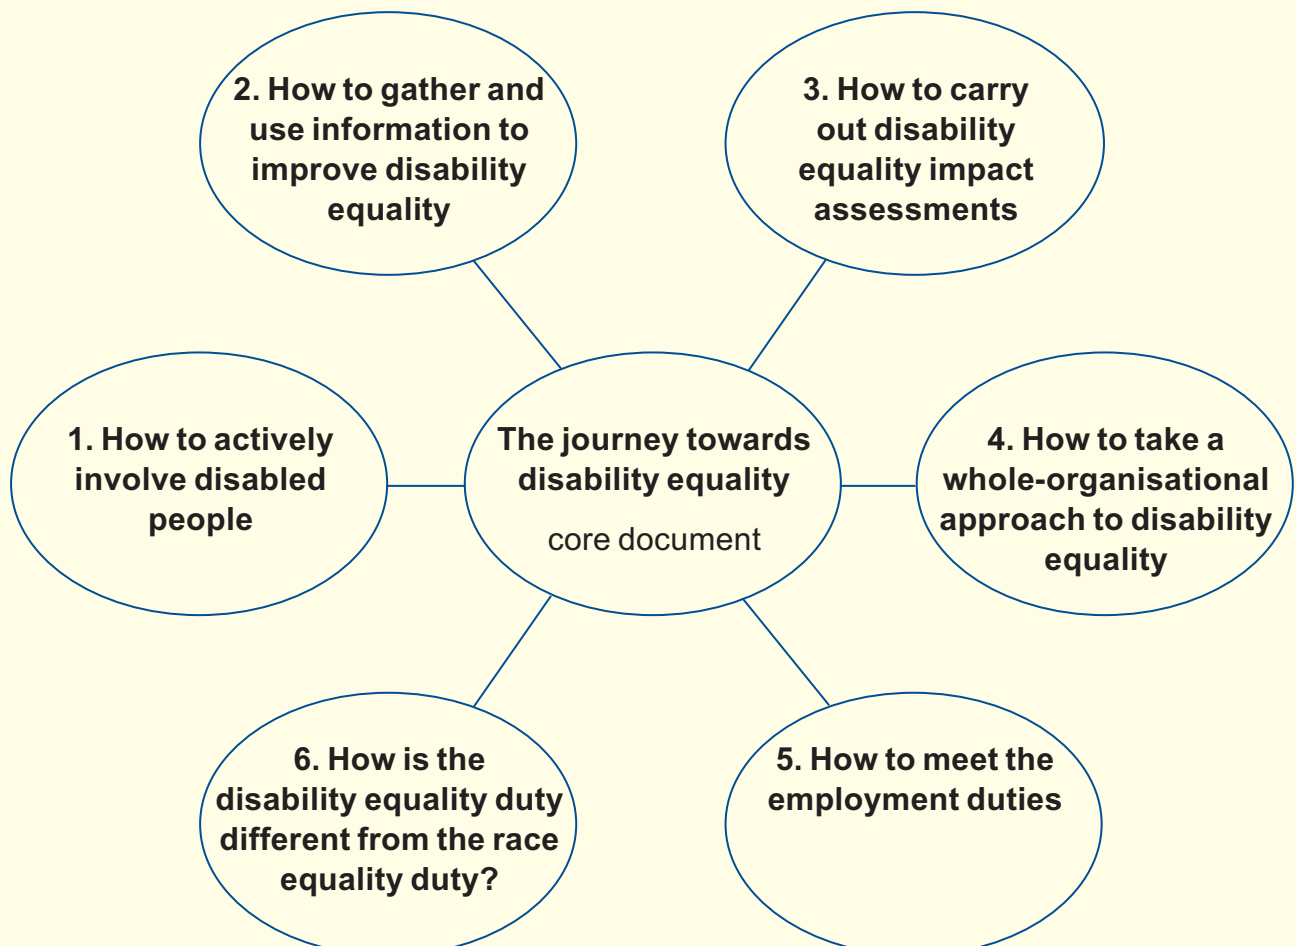 2. How to gather and
use information to
improve disability
equality
3. How to carry
out disability
equality impact
assessments
1. How to actively
involve disabled
people
The journey towards
disability equality
core document
4. How to take a
whole-organisational
approach to disability
equality
6. How is the
disability equality duty
different from the race
equality duty?
5. How to meet the
employment duties